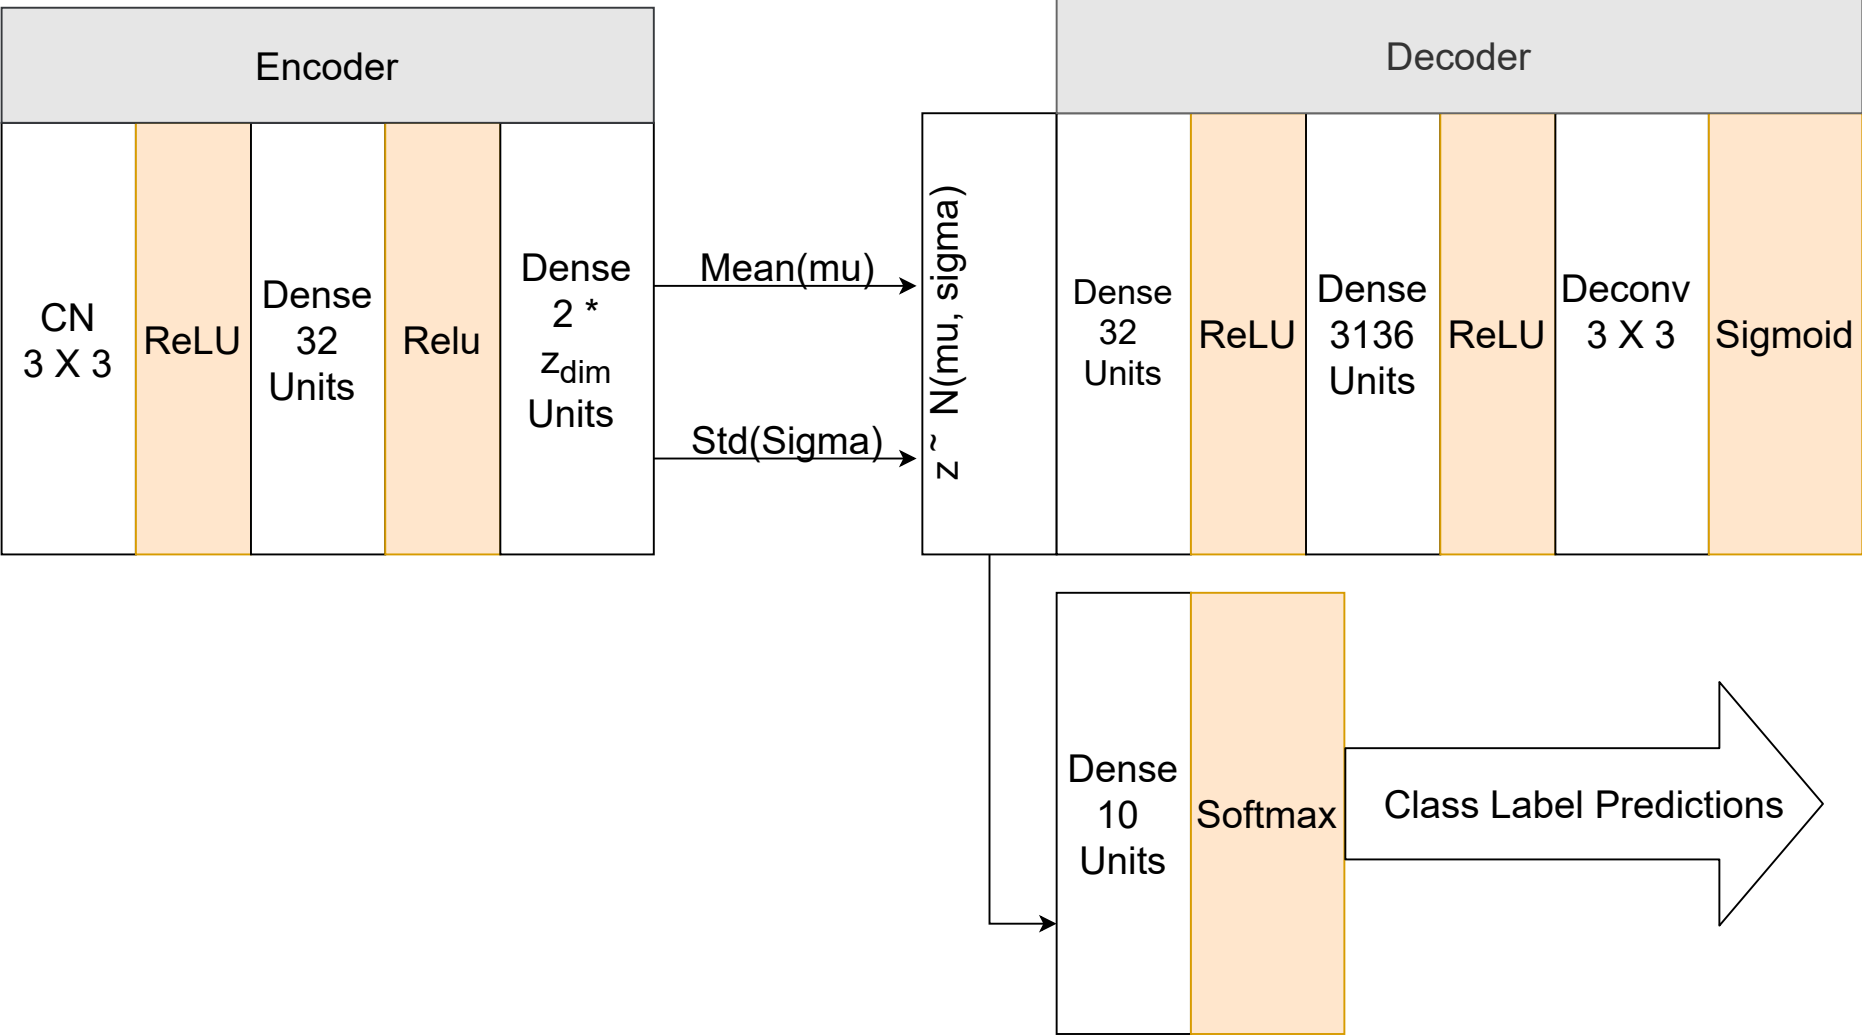 Encoder
Decoder
CN
3 X 3
ReLU
Dense
32
Units
Relu
Dense
2 *
z_dim
Units
Mean(mu)
Std(Sigma)
z ~ N(mu, sigma)
Dense
32
Units
ReLU
Dense
3136
Units
ReLU
Deconv
3 X 3
Sigmoid
Dense
10
Units
Softmax
Class Label Predictions